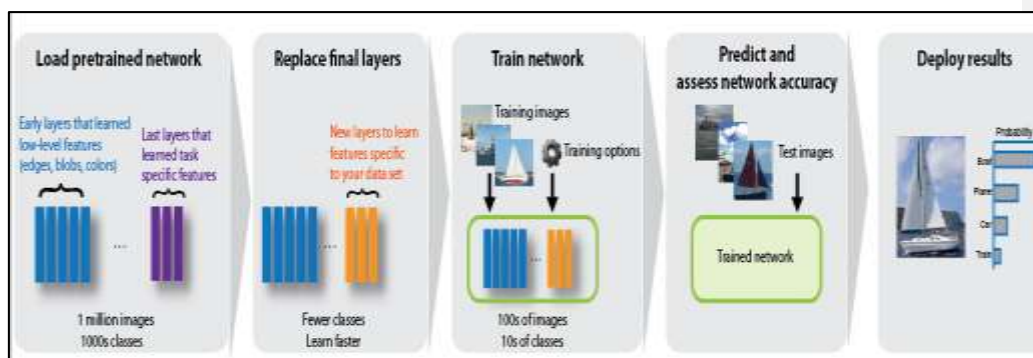 Load pretrained network
Early layers that learned
low-level features
(edges, blobs, colors)
Last layers that
learned task
specific features
...
1 million images
1000s classes
Replace final layers
New layers to learn
features specific
to your data set
...
Fewer classes
Learn faster
Train network
Training images
Training options
...
100s of images
10s of classes
Predict and
assess network accuracy
Test images
Trained network
Deploy results
Probability
Boat
Plane
Car
Train